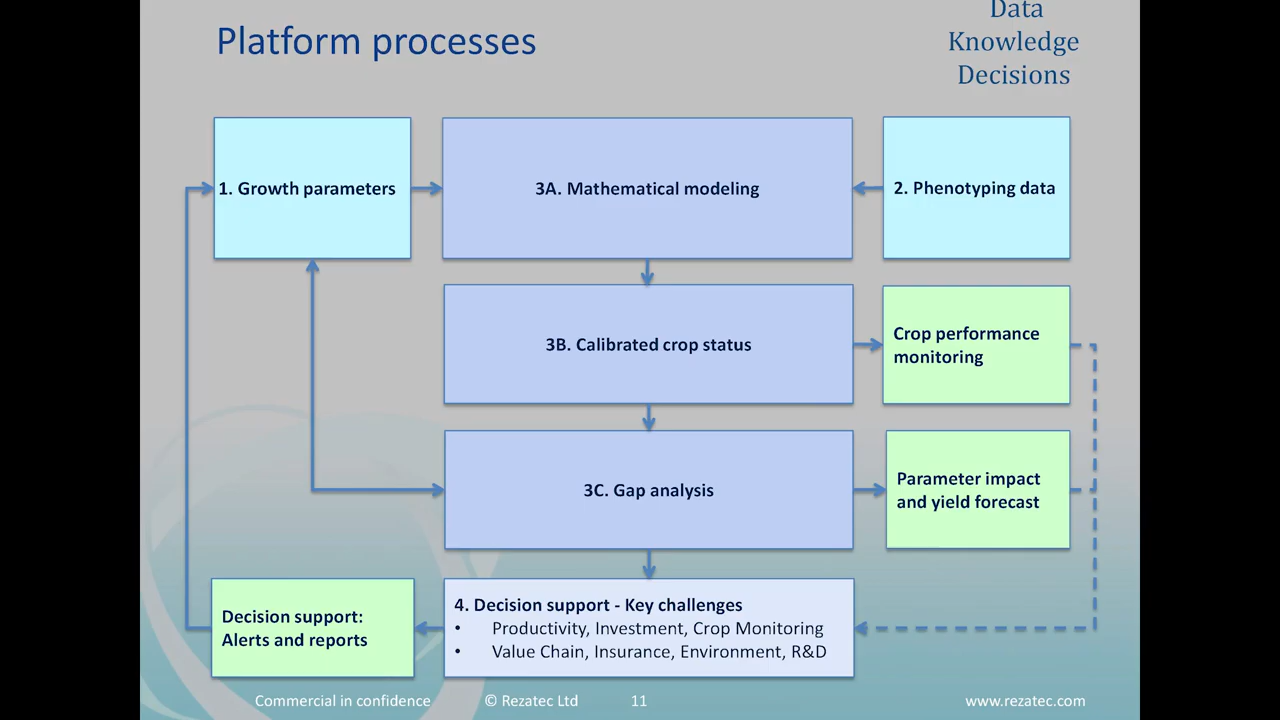 Platform processes
Data
Knowledge
Decisions
1. Growth parameters
3A. Mathematical modeling
2. Phenotyping data
3B. Calibrated crop status
Crop performance
monitoring
3C. Gap analysis
Parameter impact
and yield forecast
Decision support:
Alerts and reports
4. Decision support - Key challenges
• Productivity, Investment, Crop Monitoring
• Value Chain, Insurance, Environment, R&D
Commercial in confidence © Rezatec Ltd 11 www.rezatec.com